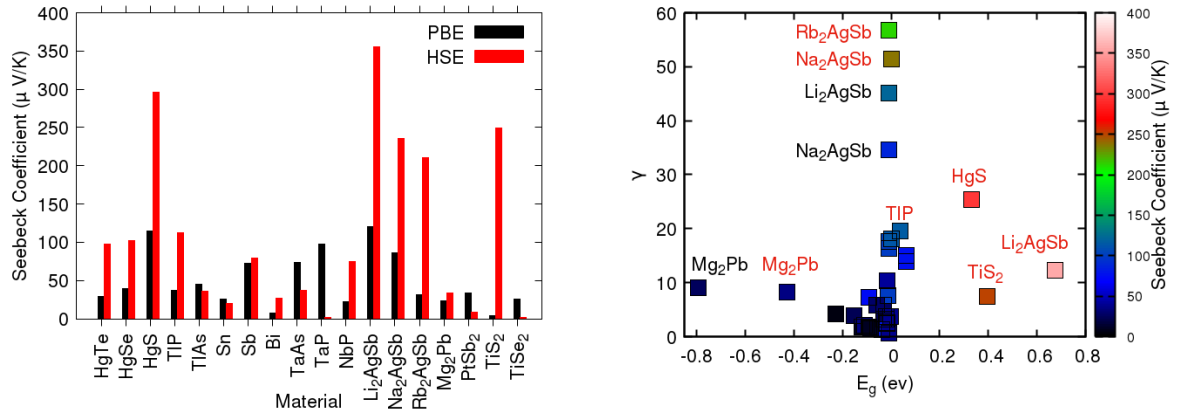 400
350
300
250
200
150
100
50
0
Seebeck Coefficient (μ V/K)
PBE
HSE
HgTe
HgSe
HgS
TlP
TlAs
Sn
Sb
Bi
TaAs
TaP
NbP
Li2AgSb
Na2AgSb
Rb2AgSb
Mg2Pb
PtSb2
TiS2
TiSe2
Material
60
50
40
30
20
10
0
γ
Rb2AgSb
Na2AgSb
Li2AgSb
Na2AgSb
HgS
TlP
Li2AgSb
Mg2Pb
Mg2Pb
TiS2
-0.8
-0.6
-0.4
-0.2
0
0.2
0.4
0.6
0.8
Eg (ev)
400
350
300
250
200
150
100
50
0
Seebeck Coefficient (μ V/K)